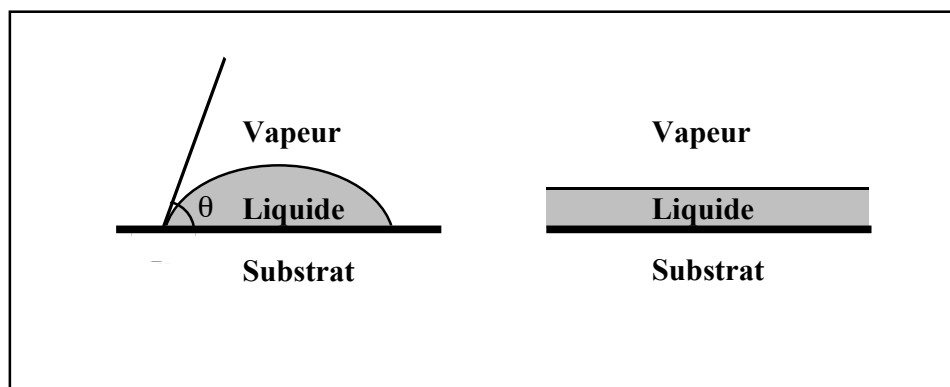 Vapeur
θ
Liquide
Substrat
Vapeur
Liquide
Substrat